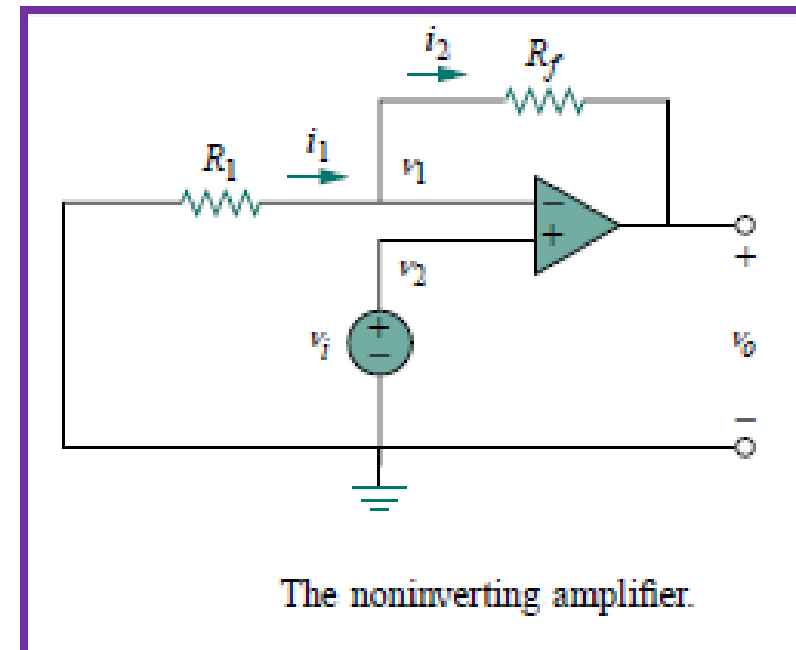 i2
Rf
R1
i1
v1
− +
v2
+
vi
+ −
vo
−
The noninverting amplifier.